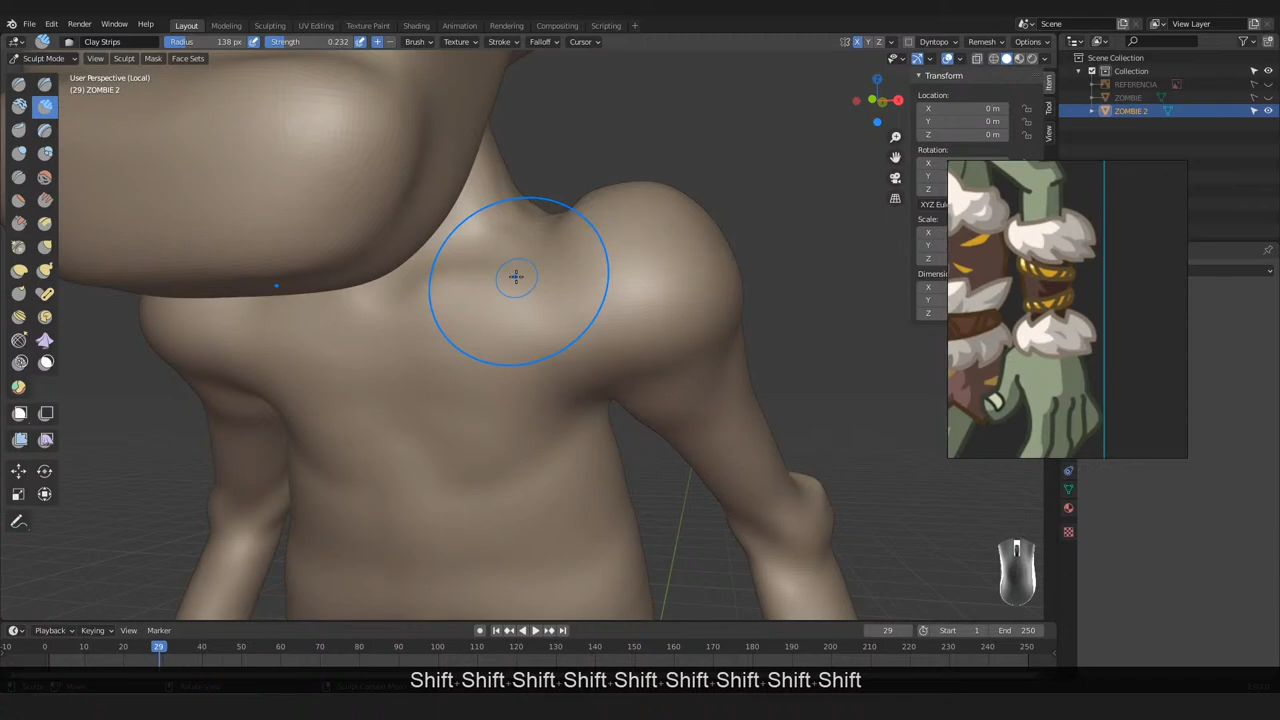 File Edit Render Window Help Layout Modeling Sculpting UV Editing Texture Paint Shading Animation Rendering Compositing Scripting + Scene View Layer
Clay Strips Radius 138 px Strength 0.232 Brush Texture Stroke Falloff Cursor X Y Z Dyntopo Remesh Options
Sculpt Mode View Sculpt Mask Face Sets
Scene Collection
Collection
REFERENCIA
ZOMBIE
ZOMBIE 2
User Perspective (Local)
(29) ZOMBIE 2
Transform
Location:
X 0 m
Y 0 m
Z 0 m
Rotation:
X
Y
Z
XYZ Eul
Scale:
X
Y
Z
Dimens
X
Y
Z
Item
Tool
View
Playback Keying View Marker 29 Start 1 End 250
-10 0 10 20 30 40 50 60 70 80 90 100 110 120 130 140 150 160 170 180 190 200 210 220 230 240 250
29
Shift+Shift+Shift+Shift+Shift+Shift+Shift+Shift+Shift